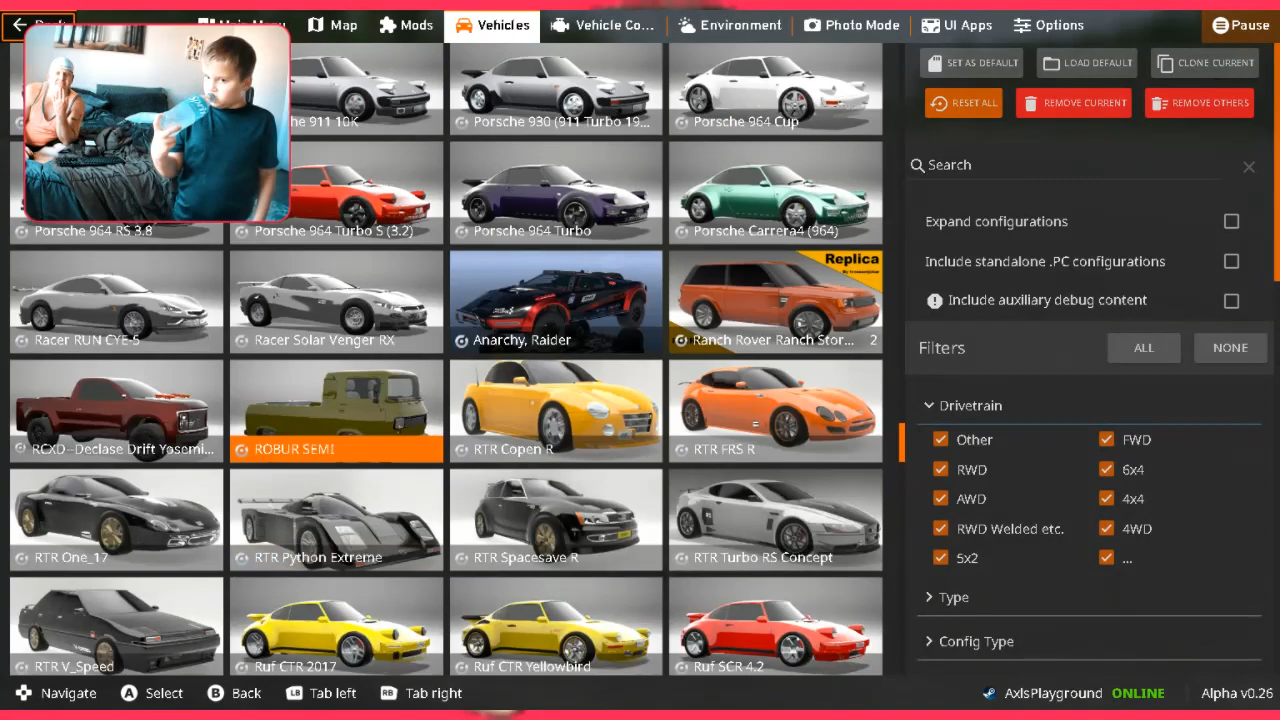 Map
Mods
Vehicles
Vehicle Co...
Environment
Photo Mode
UI Apps
Options
Pause
SET AS DEFAULT
LOAD DEFAULT
CLONE CURRENT
RESET ALL
REMOVE CURRENT
REMOVE OTHERS
he 911 10K
Porsche 930 (911 Turbo 19...
Porsche 964 Cup
Search
Porsche 964 RS 3.8
Porsche 964 Turbo S (3.2)
Porsche 964 Turbo
Porsche Carrera4 (964)
Expand configurations
Include standalone .PC configurations
Include auxiliary debug content
Replica
Racer RUN CYE-S
Racer Solar Venger RX
Anarchy, Raider
Ranch Rover Ranch Stor...
2
Filters
ALL
NONE
Drivetrain
Other
FWD
RWD
6x4
AWD
4x4
RWD Welded etc.
4WD
5x2
...
RCXD--Declase Drift Yosemi...
ROBUR SEMI
RTR Copen R
RTR FRS R
RTR One_17
RTR Python Extreme
RTR Spacesave R
RTR Turbo RS Concept
Type
Config Type
RTR V_Speed
Ruf CTR 2017
Ruf CTR Yellowbird
Ruf SCR 4.2
Navigate
A Select
B Back
LB Tab left
RB Tab right
AxlsPlayground ONLINE
Alpha v0.26